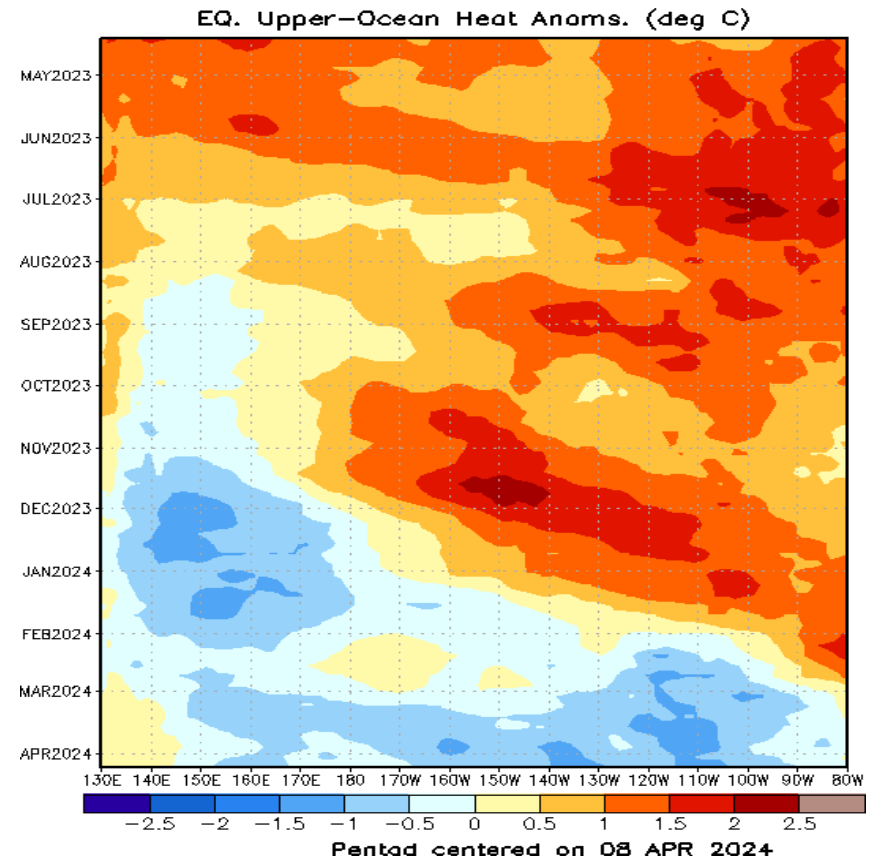 EQ. Upper-Ocean Heat Anoms. (deg C)
MAY2023
JUN2023
JUL2023
AUG2023
SEP2023
OCT2023
NOV2023
DEC2023
JAN2024
FEB2024
MAR2024
APR2024
130E 140E 150E 160E 170E 180 170W 160W 150W 140W 130W 120W 110W 100W 90W 80W
-2.5 -2 -1.5 -1 -0.5 0 0.5 1 1.5 2 2.5
Pentad centered on 08 APR 2024